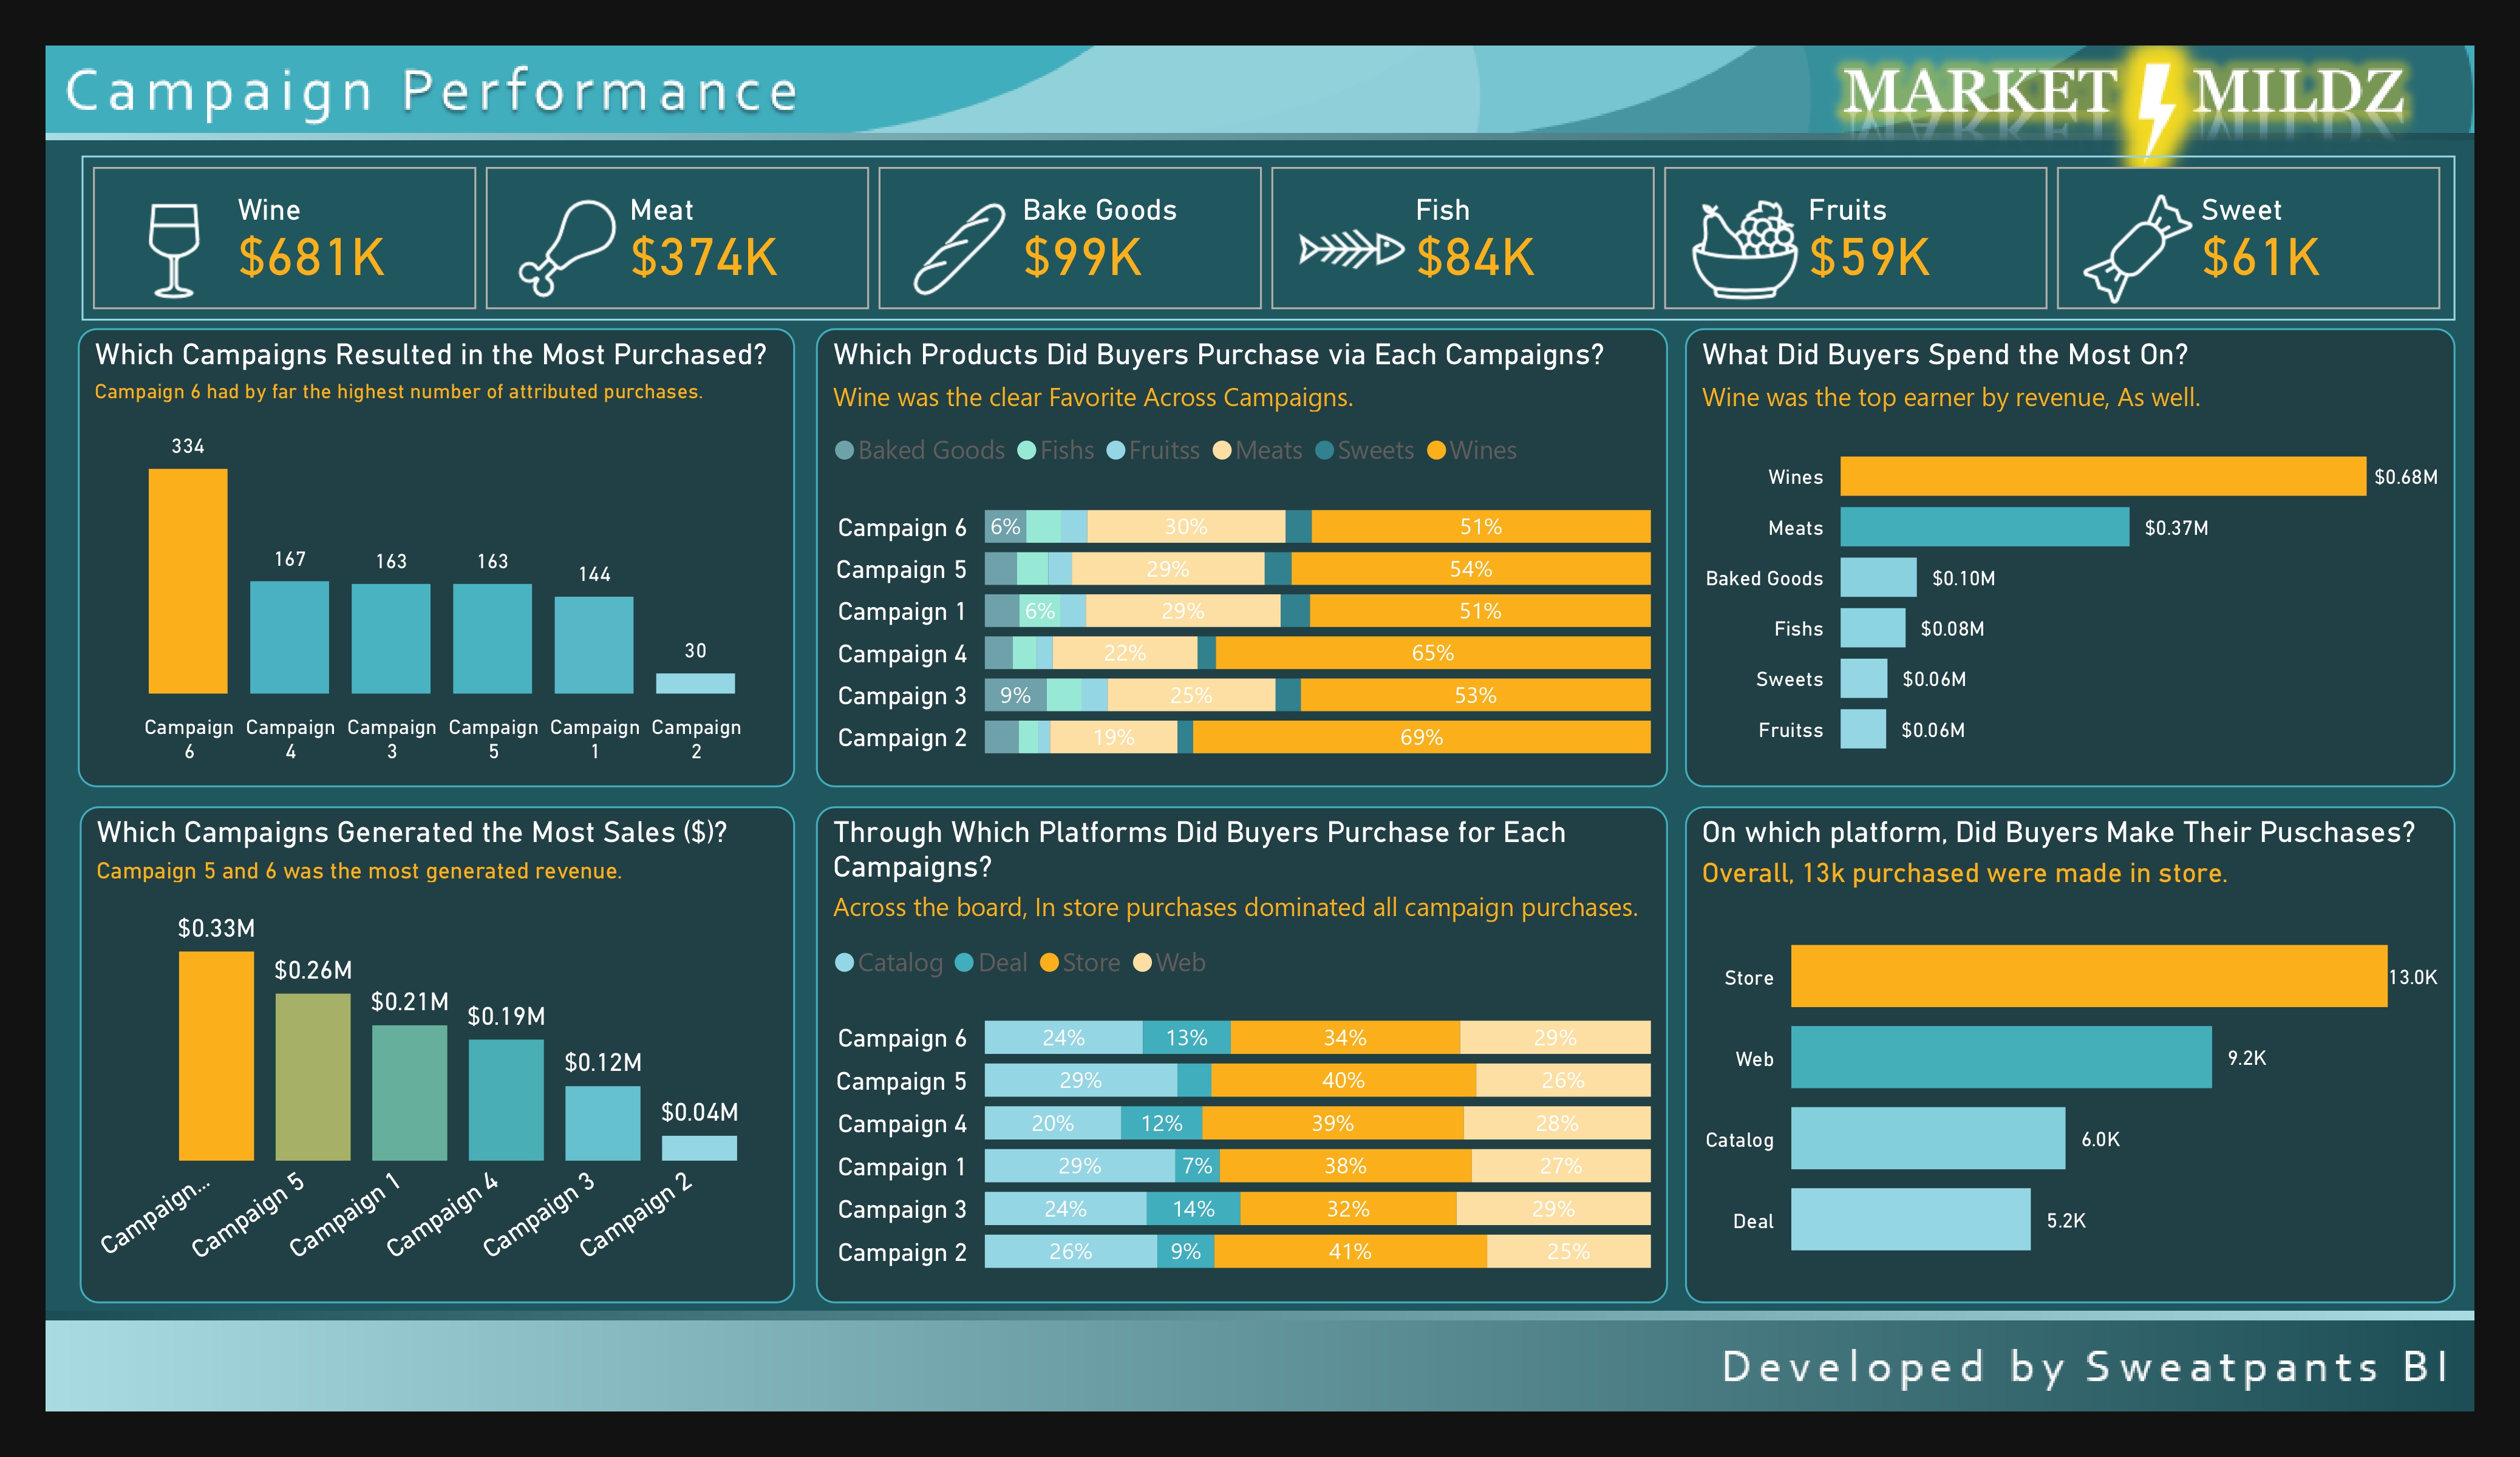 Campaign Performance
MARKET MILDZ
Wine
$681K
Meat
$374K
Bake Goods
$99K
Fish
$84K
Fruits
$59K
Sweet
$61K
Which Campaigns Resulted in the Most Purchased?
Campaign 6 had by far the highest number of attributed purchases.
334
167
163
163
144
30
Campaign 6
Campaign 4
Campaign 3
Campaign 5
Campaign 1
Campaign 2
Which Products Did Buyers Purchase via Each Campaigns?
Wine was the clear Favorite Across Campaigns.
Baked Goods Fishs Fruitss Meats Sweets Wines
Campaign 6 6% 30% 51%
Campaign 5 29% 54%
Campaign 1 6% 29% 51%
Campaign 4 22% 65%
Campaign 3 9% 25% 53%
Campaign 2 19% 69%
What Did Buyers Spend the Most On?
Wine was the top earner by revenue, As well.
Wines $0.68M
Meats $0.37M
Baked Goods $0.10M
Fishs $0.08M
Sweets $0.06M
Fruitss $0.06M
Which Campaigns Generated the Most Sales ($)?
Campaign 5 and 6 was the most generated revenue.
$0.33M
$0.26M
$0.21M
$0.19M
$0.12M
$0.04M
Campaign...
Campaign 5
Campaign 1
Campaign 4
Campaign 3
Campaign 2
Through Which Platforms Did Buyers Purchase for Each
Campaigns?
Across the board, In store purchases dominated all campaign purchases.
Catalog Deal Store Web
Campaign 6 24% 13% 34% 29%
Campaign 5 29% 40% 26%
Campaign 4 20% 12% 39% 28%
Campaign 1 29% 7% 38% 27%
Campaign 3 24% 14% 32% 29%
Campaign 2 26% 9% 41% 25%
On which platform, Did Buyers Make Their Puschases?
Overall, 13k purchased were made in store.
Store 13.0K
Web 9.2K
Catalog 6.0K
Deal 5.2K
Developed by Sweatpants BI